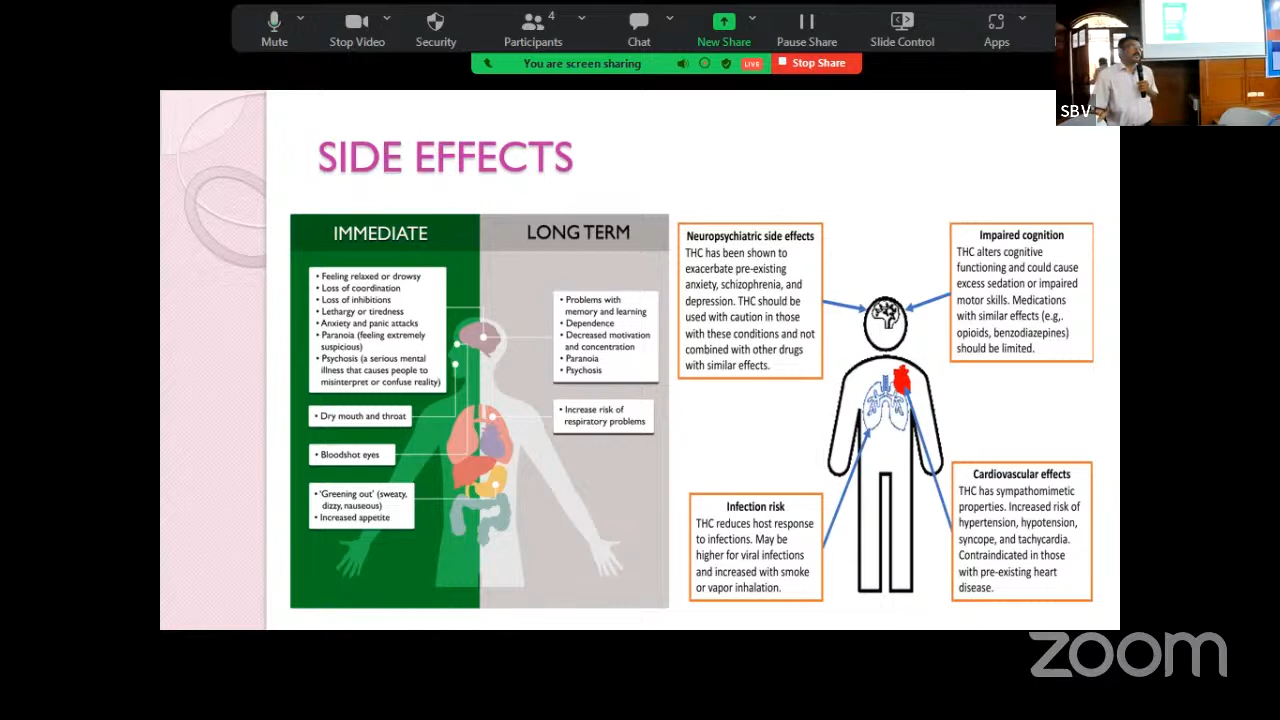 4
Mute
Stop Video
Security
Participants
Chat
New Share
Pause Share
Slide Control
Apps
You are screen sharing
LIVE
Stop Share
SBV
SIDE EFFECTS
IMMEDIATE
• Feeling relaxed or drowsy
• Loss of coordination
• Loss of inhibitions
• Lethargy or tiredness
• Anxiety and panic attacks
• Paranoia (feeling extremely
suspicious)
• Psychosis (a serious mental
illness that causes people to
misinterpret or confuse reality)
• Dry mouth and throat
• Bloodshot eyes
• 'Greening out' (sweaty,
dizzy, nauseous)
• Increased appetite
LONG TERM
• Problems with
memory and learning
• Dependence
• Decreased motivation
and concentration
• Paranoia
• Psychosis
• Increase risk of
respiratory problems
Neuropsychiatric side effects
THC has been shown to
exacerbate pre-existing
anxiety, schizophrenia, and
depression. THC should be
used with caution in those
with these conditions and not
combined with other drugs
with similar effects.
Impaired cognition
THC alters cognitive
functioning and could cause
excess sedation or impaired
motor skills. Medications
with similar effects (e.g,.
opioids, benzodiazepines)
should be limited.
Infection risk
THC reduces host response
to infections. May be
higher for viral infections
and increased with smoke
or vapor inhalation.
Cardiovascular effects
THC has sympathomimetic
properties. Increased risk of
hypertension, hypotension,
syncope, and tachycardia.
Contraindicated in those
with pre-existing heart
disease.
zoom